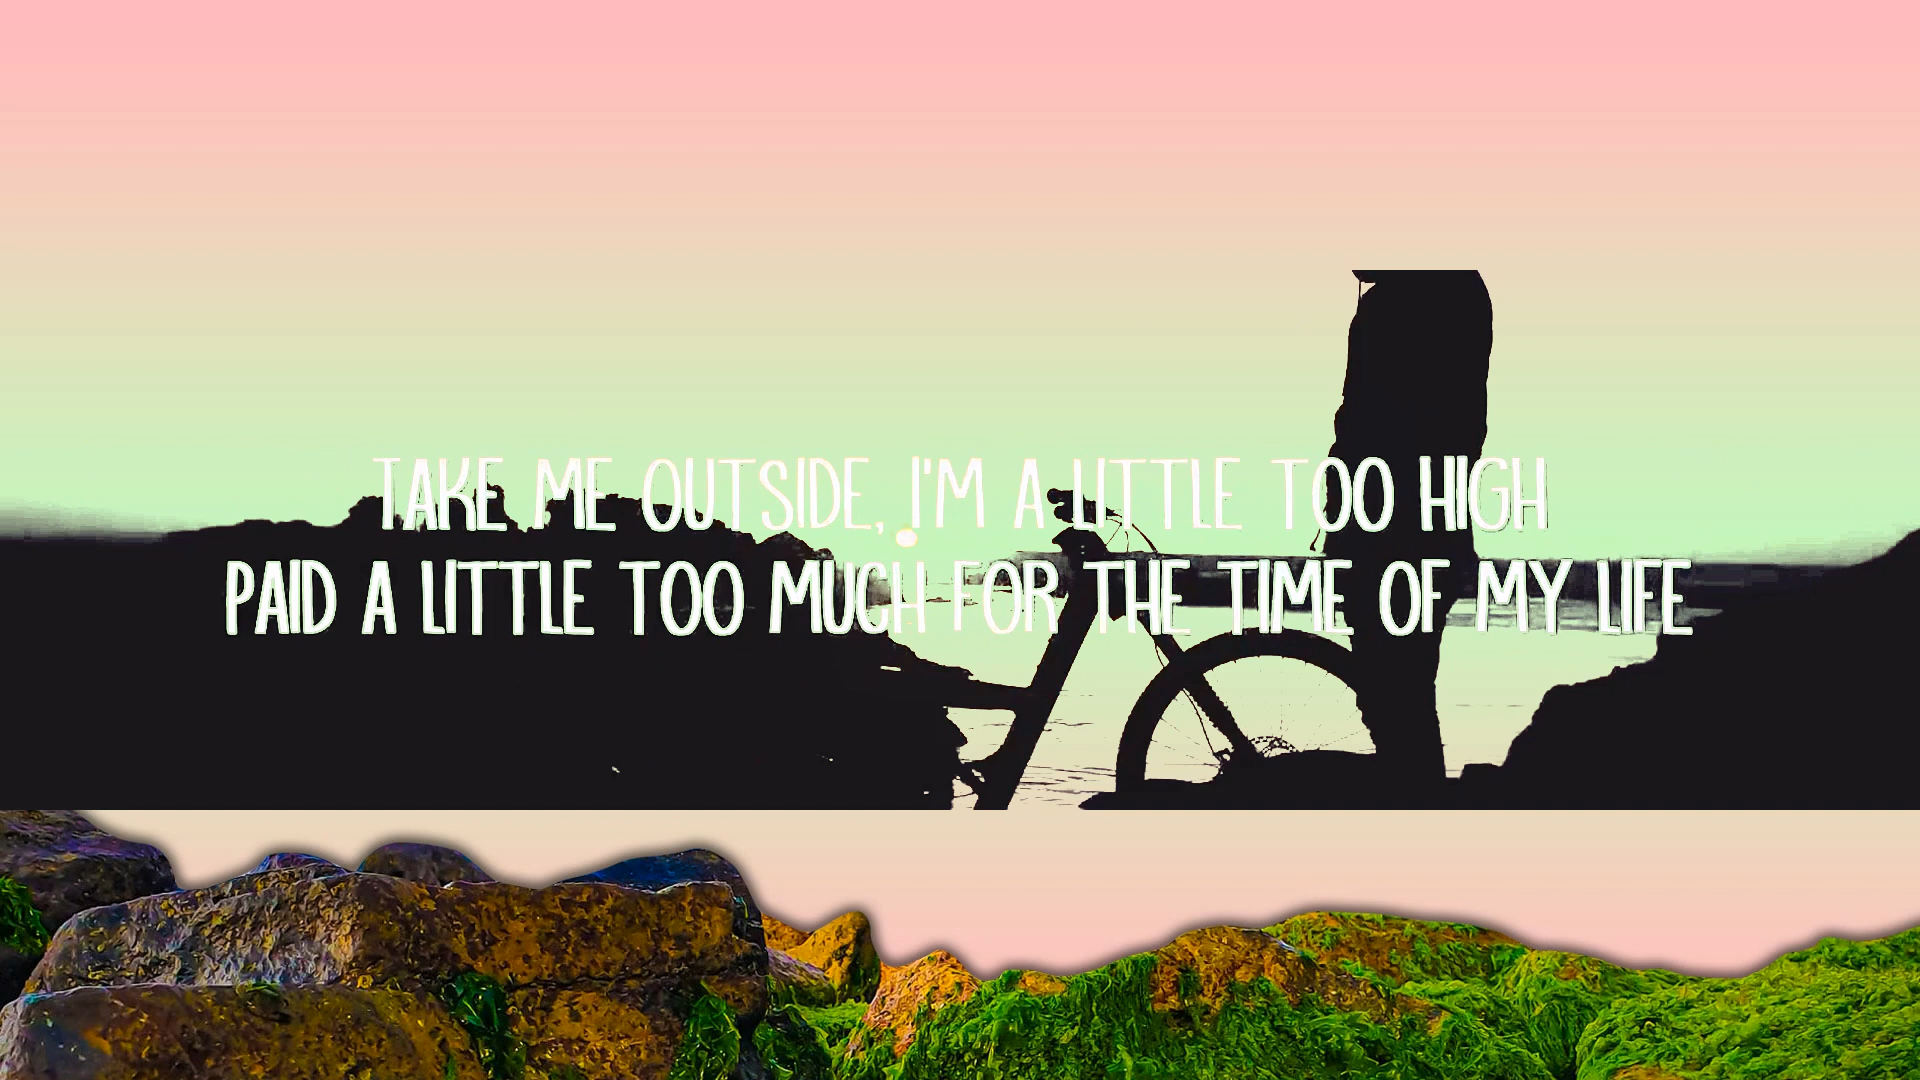 TAKE ME OUTSIDE, I'M A LITTLE TOO HIGH
PAID A LITTLE TOO MUCH FOR THE TIME OF MY LIFE